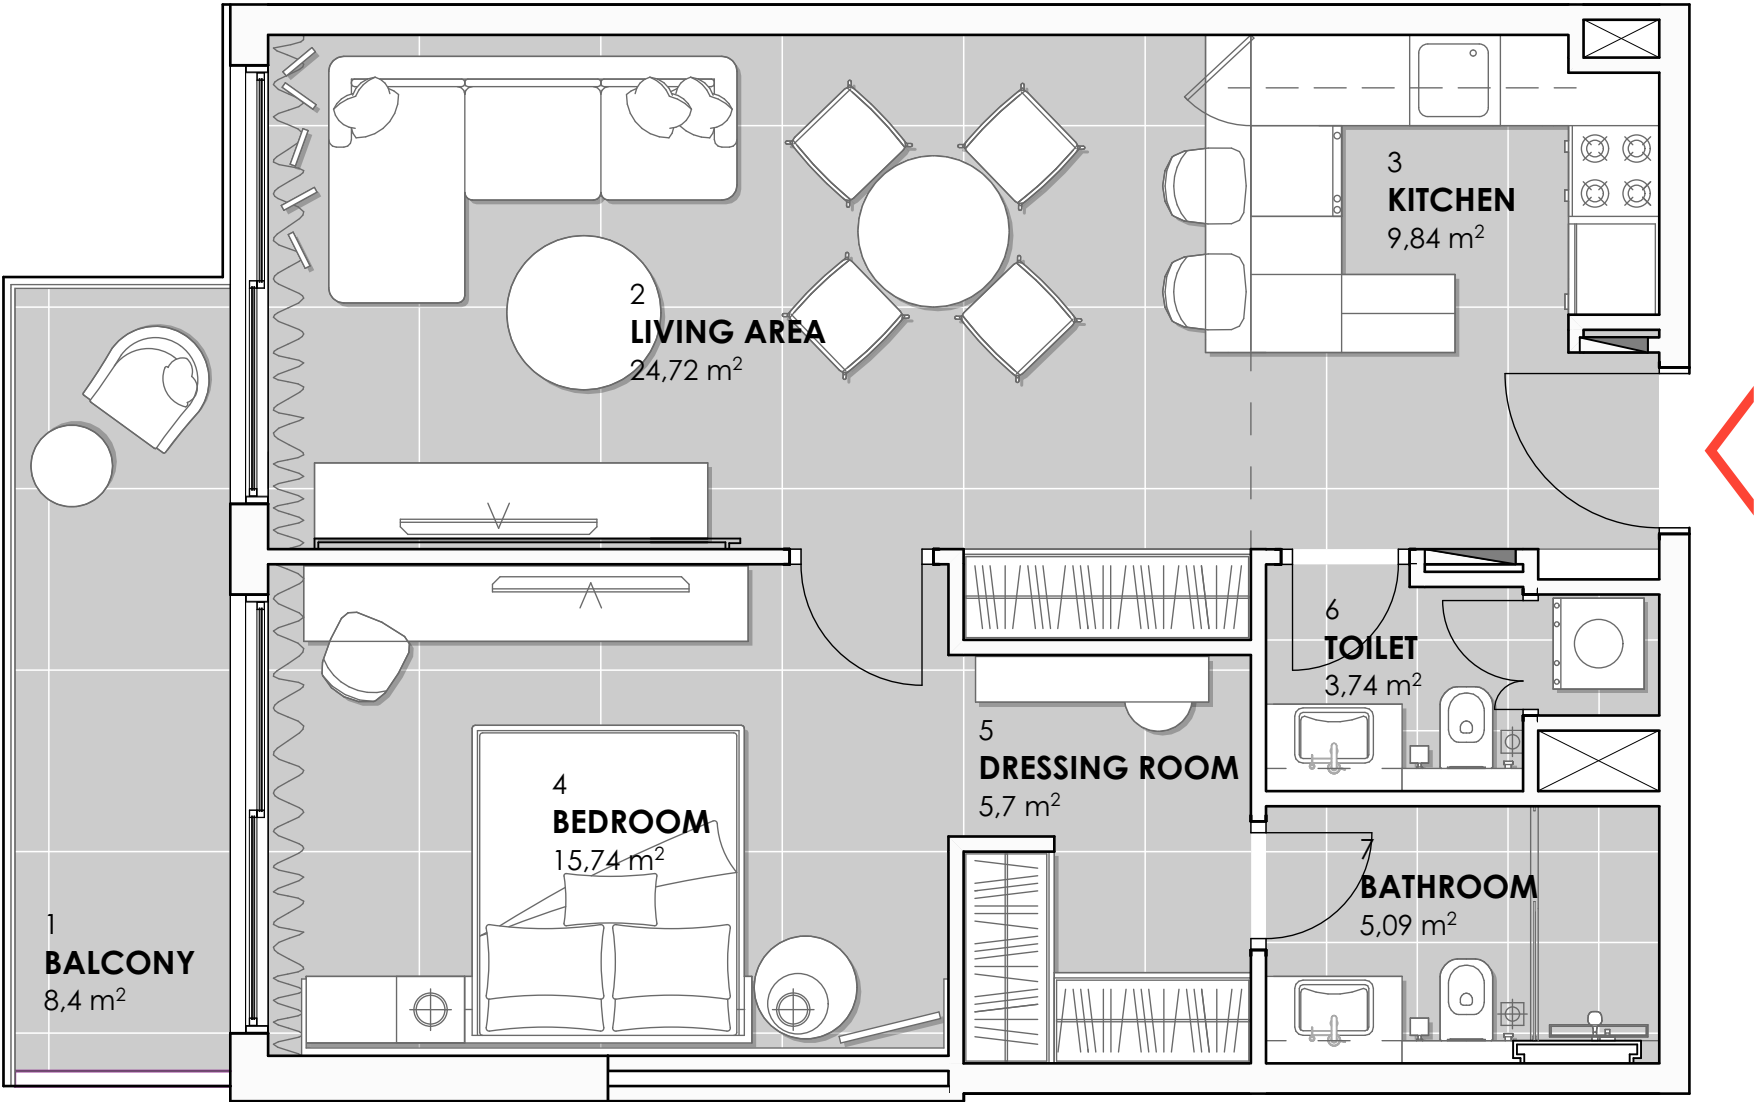 3
KITCHEN
9,84 m²
2
LIVING AREA
24,72 m²
6
TOILET
3,74 m²
5
DRESSING ROOM
5,7 m²
4
BEDROOM
15,74 m²
7
BATHROOM
5,09 m²
1
BALCONY
8,4 m²